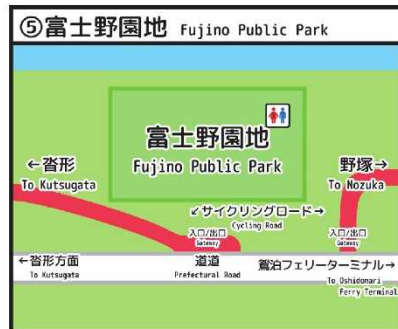 ⑤富士野園地 Fujino Public Park
富士野園地
Fujino Public Park
←沓形
To Kutsugata
野塚→
To Nozuka
↙サイクリングロード→
Cycling Road
入口/出口
Gateway
入口/出口
Gateway
←沓形方面
To Kutsugata
道道
Prefectural Road
鴛泊フェリーターミナル→
To Oshidomari
Ferry Terminal